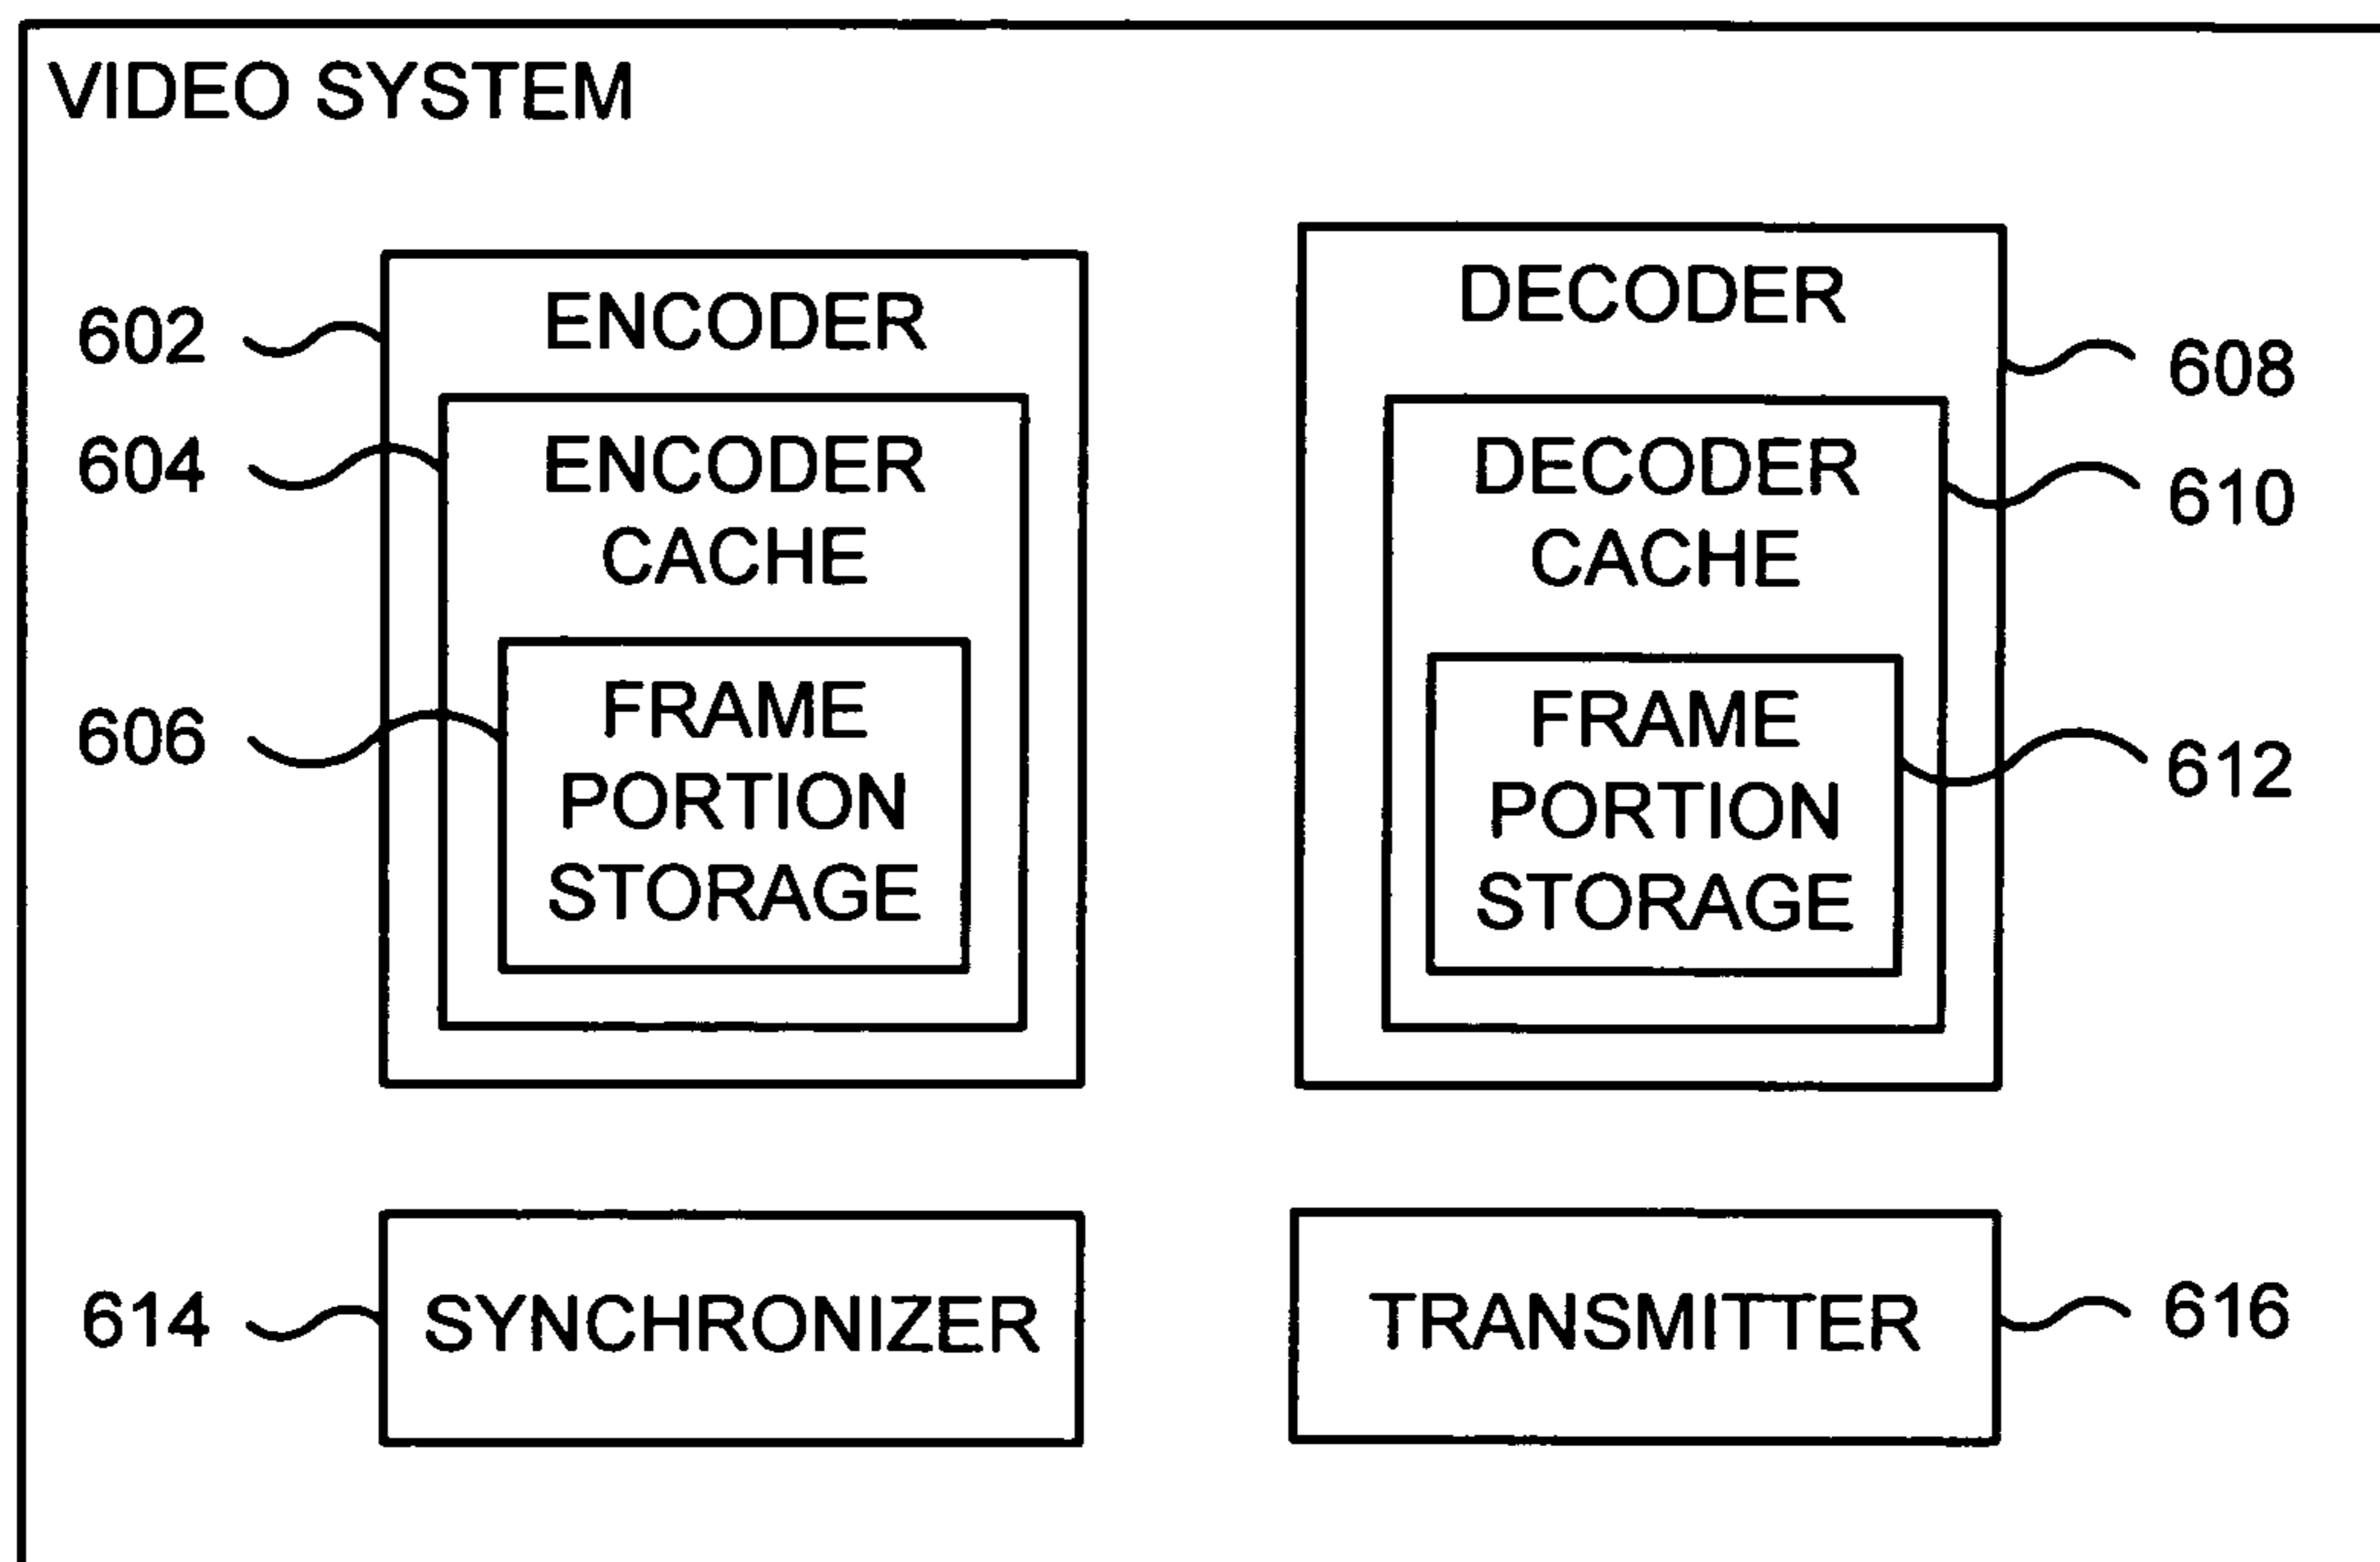 VIDEO SYSTEM
602
ENCODER
604
ENCODER
CACHE
606
FRAME
PORTION
STORAGE
DECODER
608
DECODER
CACHE
610
FRAME
PORTION
STORAGE
612
614
SYNCHRONIZER
TRANSMITTER
616